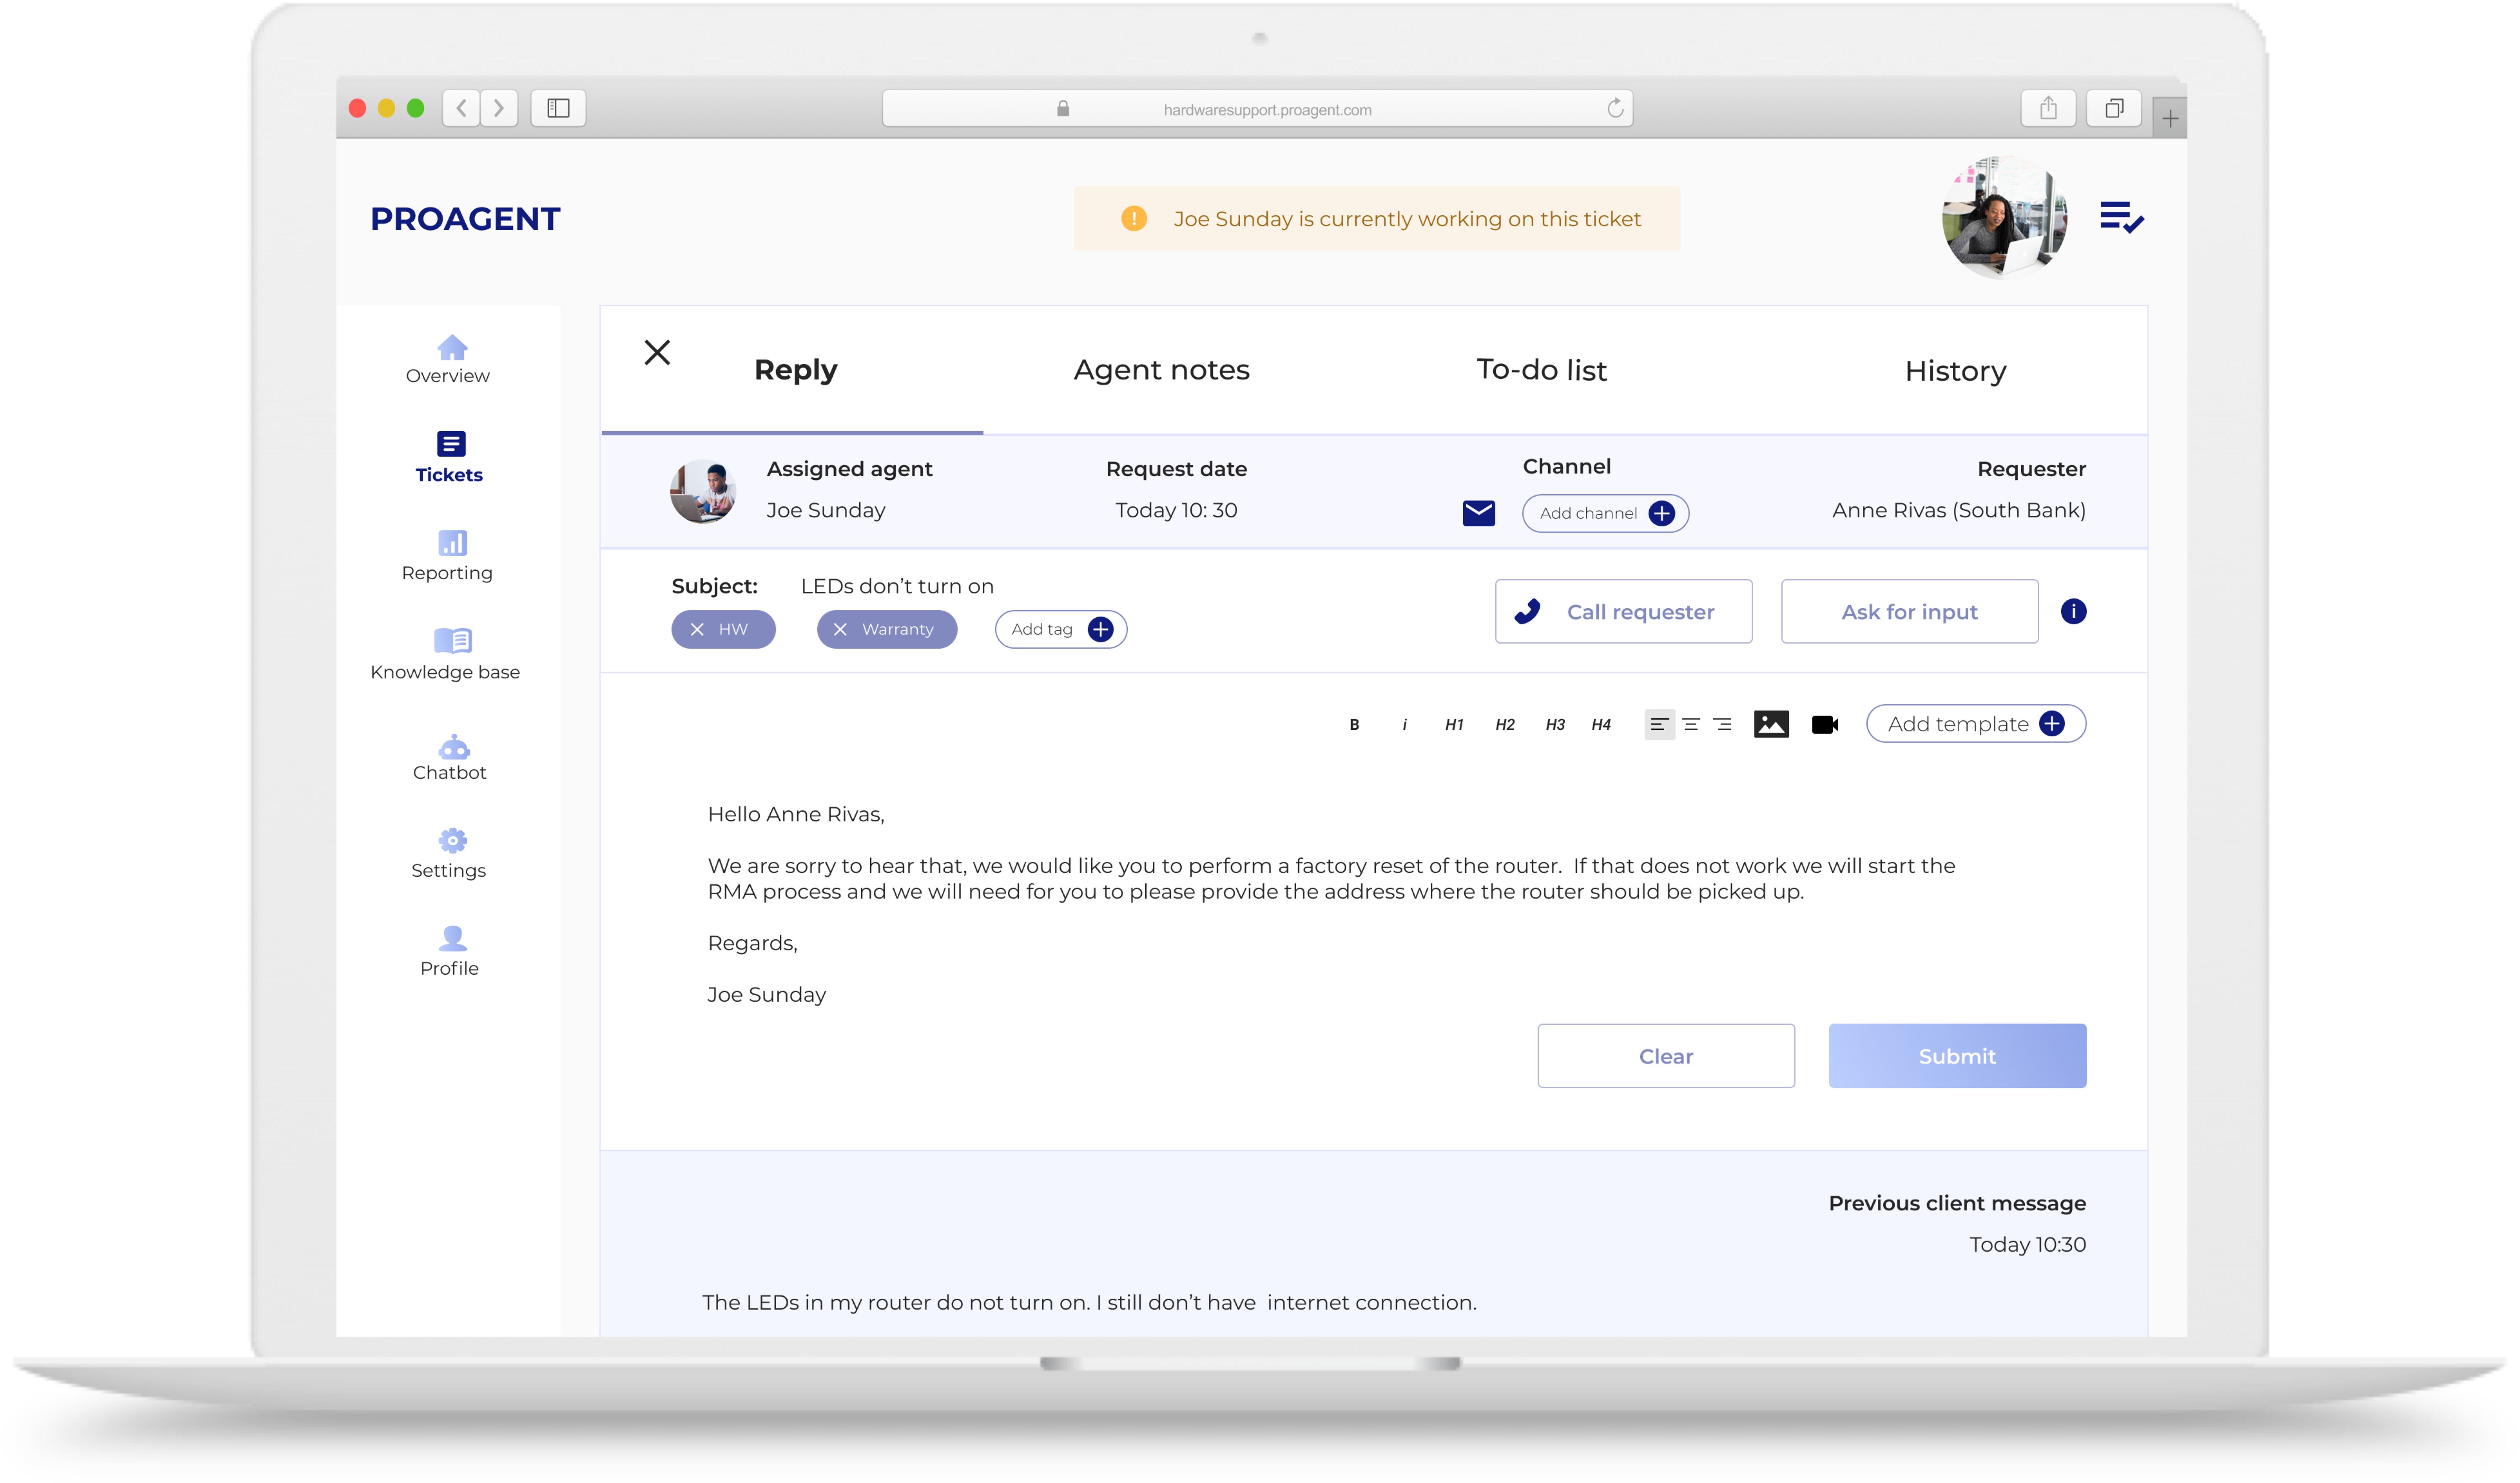 hardwaresupport.proagent.com
PROAGENT
Joe Sunday is currently working on this ticket
Overview
Tickets
Reporting
Knowledge base
Chatbot
Settings
Profile
Reply
Agent notes
To-do list
History
Assigned agent
Joe Sunday
Request date
Today 10: 30
Channel
Add channel
Requester
Anne Rivas (South Bank)
Subject:
LEDs don’t turn on
HW
Warranty
Add tag
Call requester
Ask for input
B
i
H1
H2
H3
H4
Add template
Hello Anne Rivas,
We are sorry to hear that, we would like you to perform a factory reset of the router.  If that does not work we will start the
RMA process and we will need for you to please provide the address where the router should be picked up.
Regards,
Joe Sunday
Clear
Submit
Previous client message
Today 10:30
The LEDs in my router do not turn on. I still don’t have  internet connection.